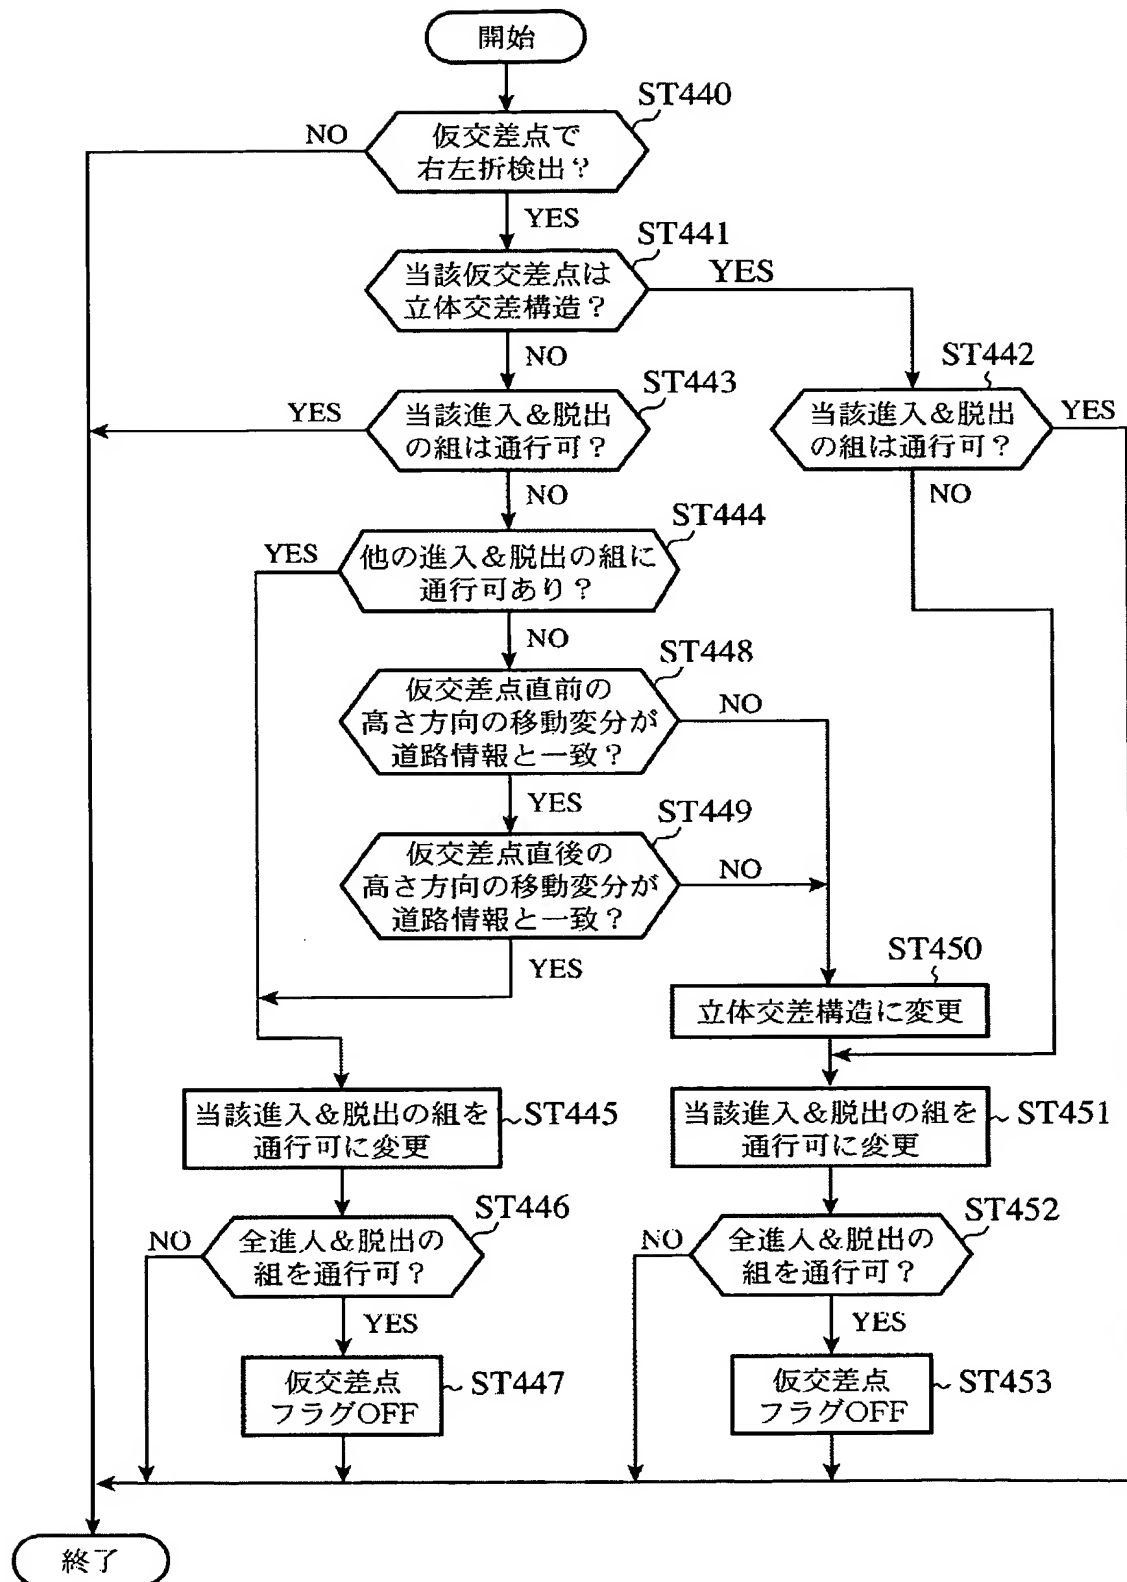 開始
ST440
NO
仮交差点で
右左折検出？
YES
ST441
当該仮交差点は
立体交差構造？
YES
NO
ST442
当該進入＆脱出
の組は通行可？
YES
NO
ST443
YES
当該進入＆脱出
の組は通行可？
NO
ST444
YES
他の進入＆脱出の組に
通行可あり？
NO
ST448
仮交差点直前の
高さ方向の移動変分が
道路情報と一致？
NO
YES
ST449
仮交差点直後の
高さ方向の移動変分が
道路情報と一致？
NO
YES
ST450
立体交差構造に変更
当該進入＆脱出の組を
通行可に変更
ST445
当該進入＆脱出の組を
通行可に変更
ST451
ST446
NO
全進人＆脱出の
組を通行可？
YES
ST452
NO
全進人＆脱出の
組を通行可？
YES
仮交差点
フラグOFF
ST447
仮交差点
フラグOFF
ST453
終了